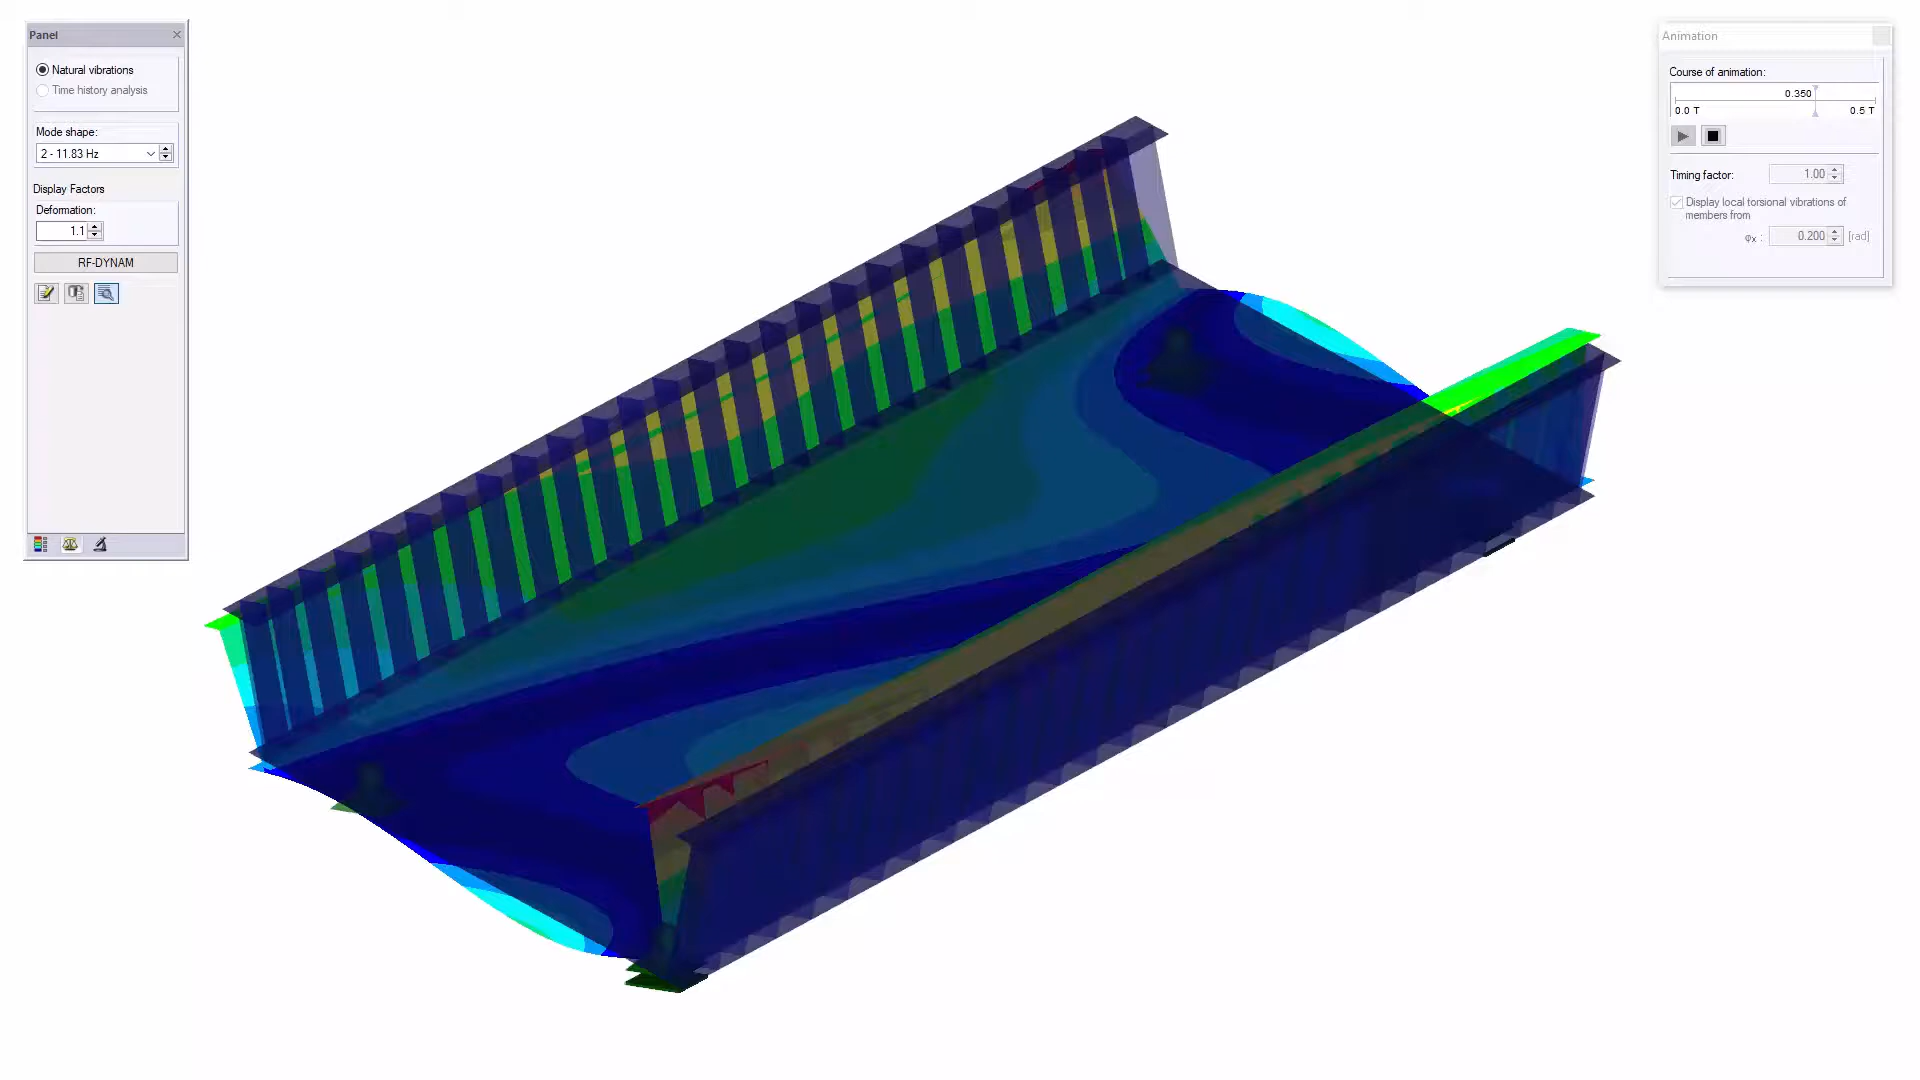 Panel
Natural vibrations
Time history analysis
Mode shape:
2 - 11.83 Hz
Display Factors
Deformation:
1.1
RF-DYNAM
Animation
Course of animation:
0.350
0.0 T
0.5 T
Timing factor:
1.00
Display local torsional vibrations of
members from
φx :
0.200
[rad]